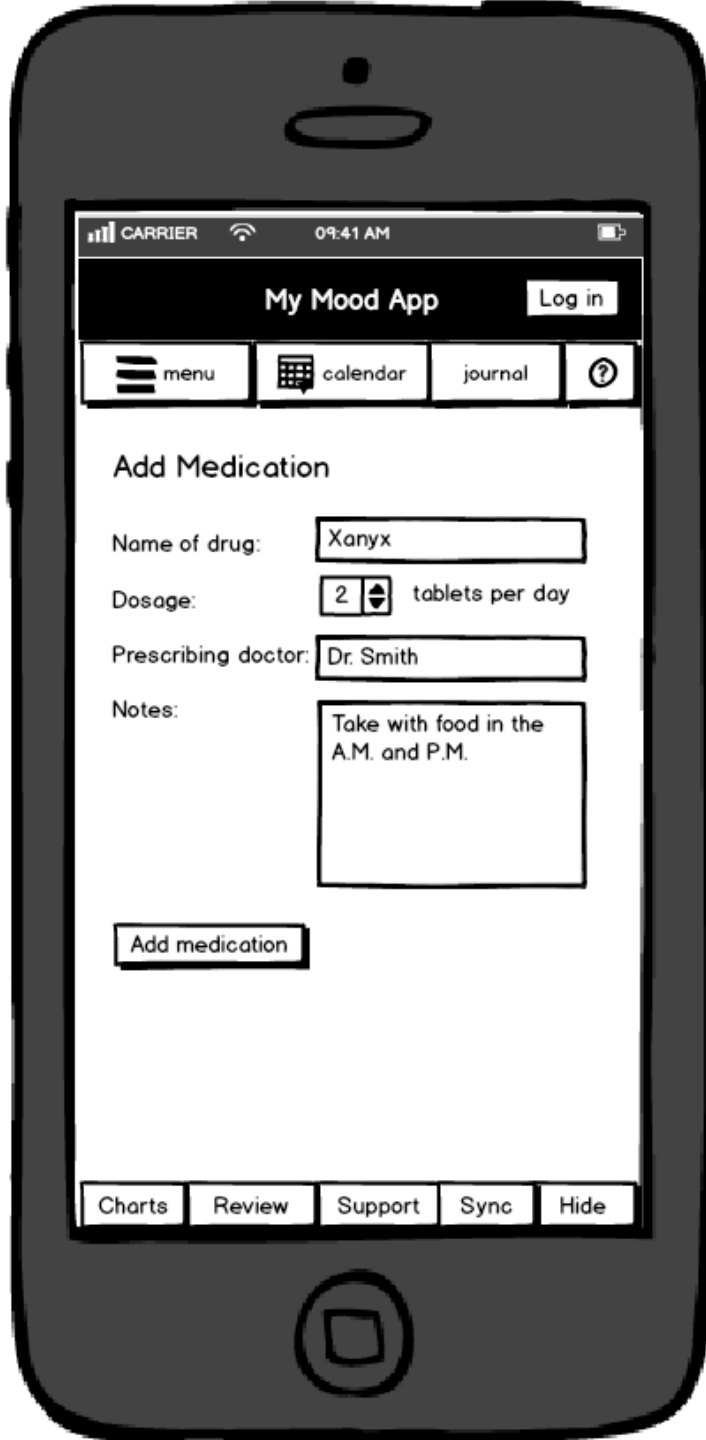 CARRIER 09:41 AM
My Mood App Log in
menu calendar journal ?
Add Medication
Name of drug: Xanyx
Dosage: 2 tablets per day
Prescribing doctor: Dr. Smith
Notes: Take with food in the
A.M. and P.M.
Add medication
Charts Review Support Sync Hide